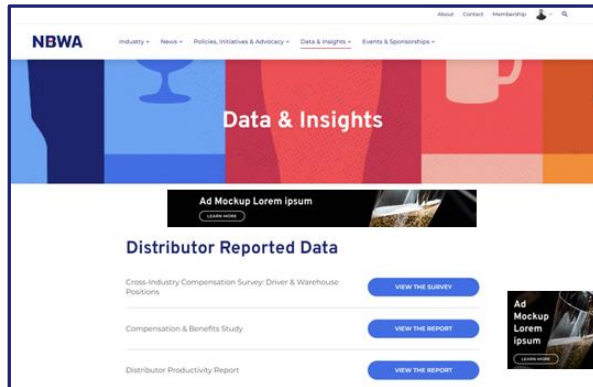 About Contact Membership
NBWA Industry News Policies, Initiatives & Advocacy Data & Insights Events & Sponsorships
Data & Insights
Ad Mockup Lorem ipsum
LEARN MORE
Distributor Reported Data
Cross-Industry Compensation Survey: Driver & Warehouse
Positions
VIEW THE SURVEY
Compensation & Benefits Study
VIEW THE REPORT
Distributor Productivity Report
VIEW THE REPORT
Ad
Mockup
Lorem
ipsum
LEARN MORE